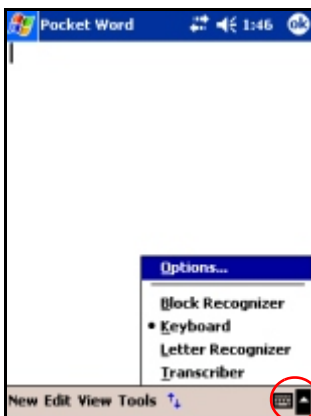 Pocket Word 1:46 ok
Options...
Block Recognizer
Keyboard
Letter Recognizer
Transcriber
New Edit View Tools